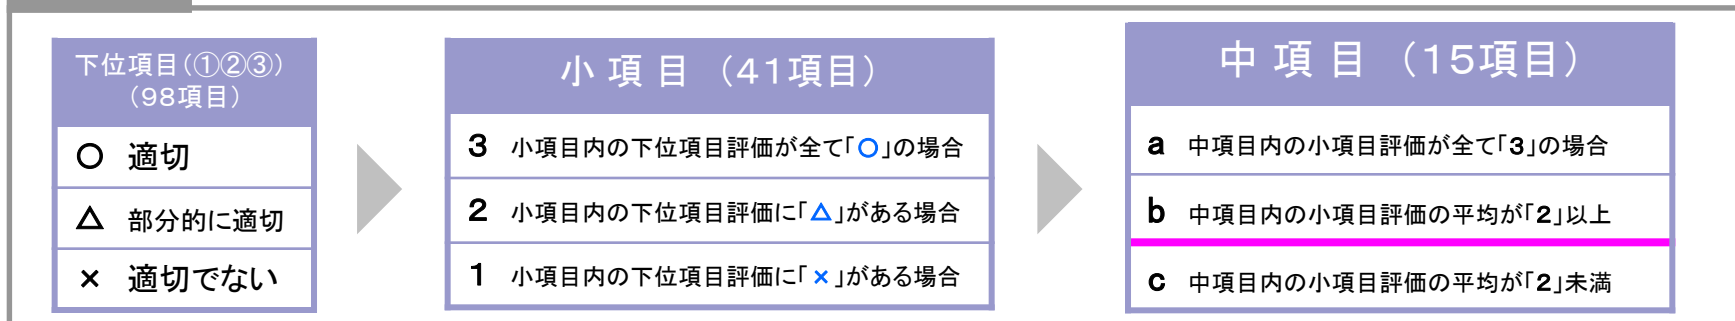 下位項目(①②③)
(98項目)
○ 適切
△ 部分的に適切
× 適切でない
小項目（41項目）
3 小項目内の下位項目評価が全て「○」の場合
2 小項目内の下位項目評価に「△」がある場合
1 小項目内の下位項目評価に「×」がある場合
中項目（15項目）
a 中項目内の小項目評価が全て「3」の場合
b 中項目内の小項目評価の平均が「2」以上
c 中項目内の小項目評価の平均が「2」未満